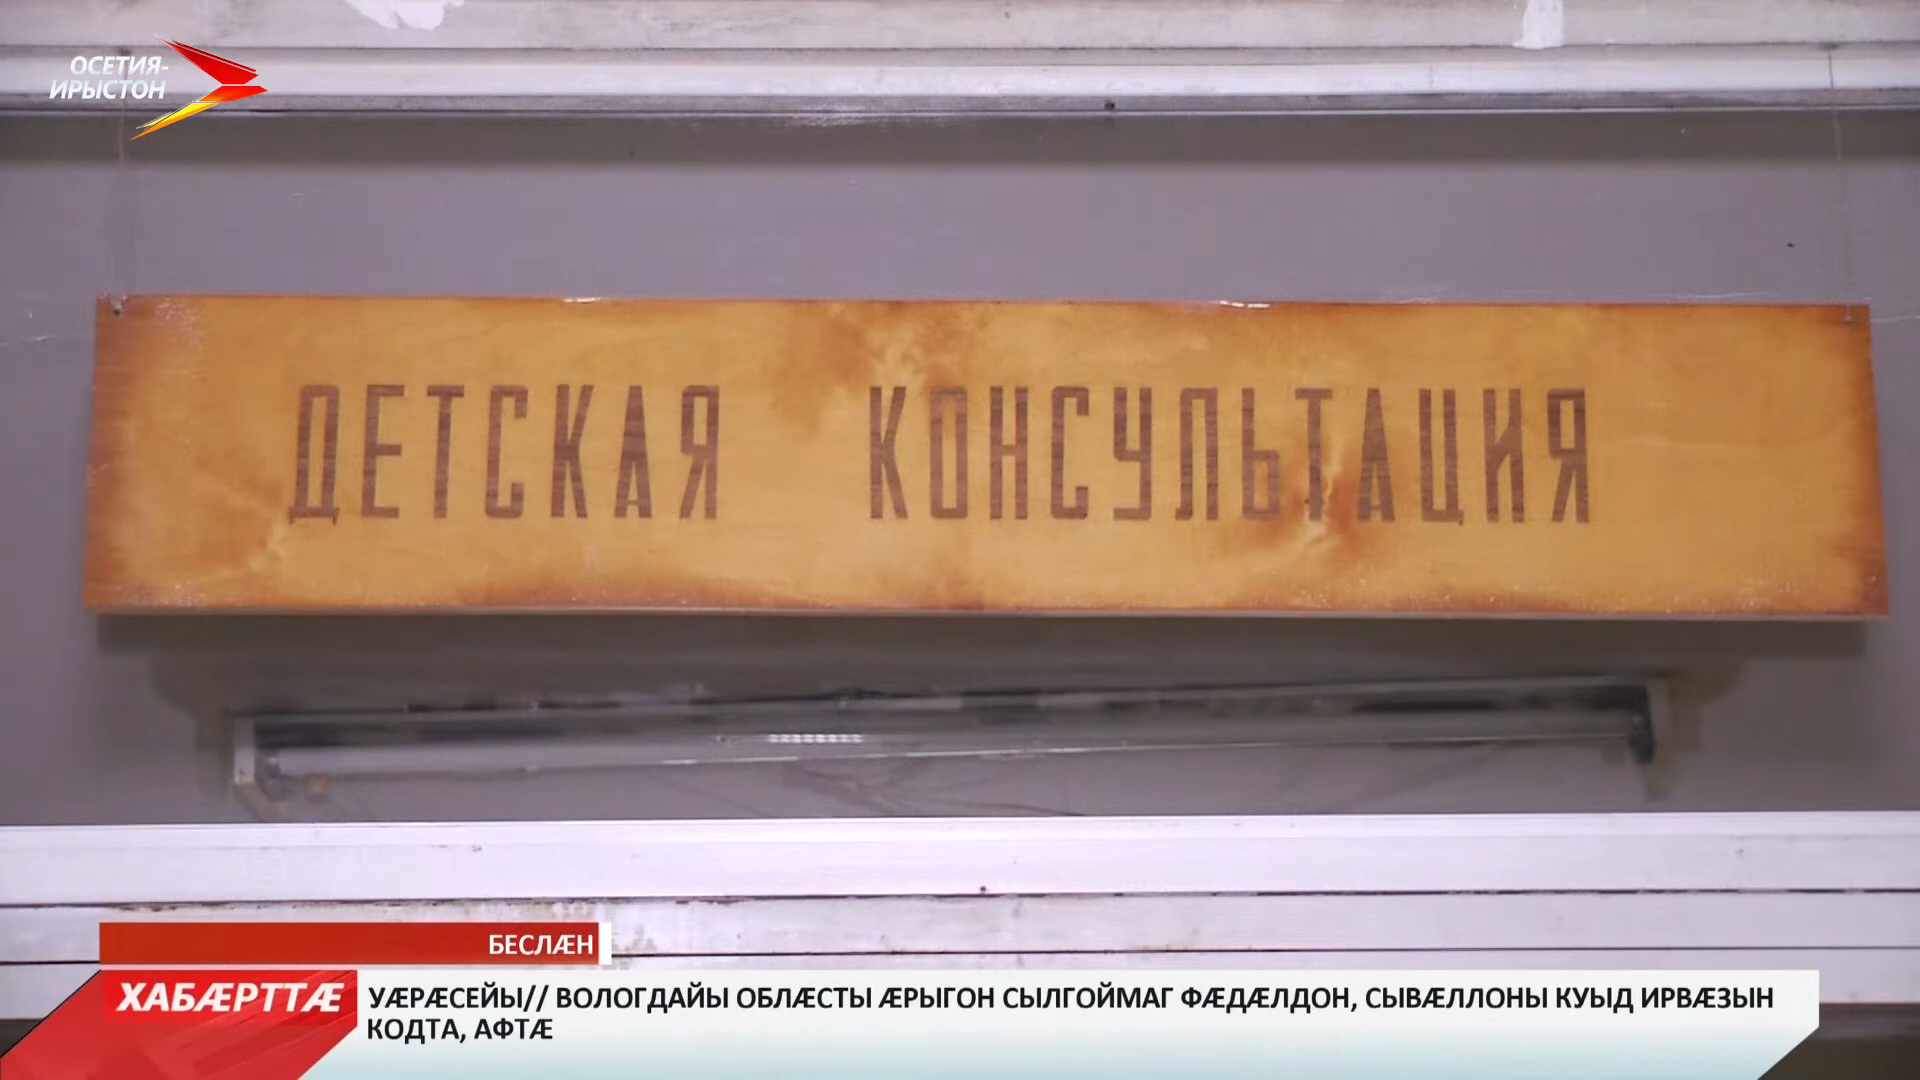 ОСЕТИЯ-
ИРЫСТОН
ДЕТСКАЯ КОНСУЛЬТАЦИЯ
БЕСЛÆН
ХАБÆРТТÆ
УÆРÆСЕЙЫ// ВОЛОГДАЙЫ ОБЛÆСТЫ ÆРЫГОН СЫЛГОЙМАГ ФÆДÆЛДОН, СЫВÆЛЛОНЫ КУЫД ИРВÆЗЫН
КОДТА, АФТÆ